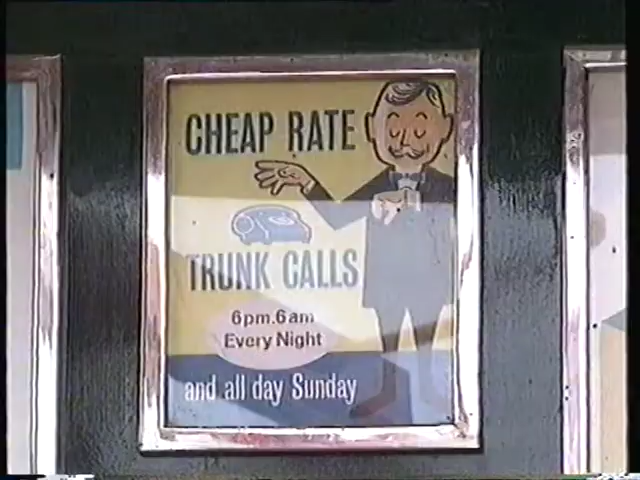 CHEAP RATE
TRUNK CALLS
6pm.6am
Every Night
and all day Sunday